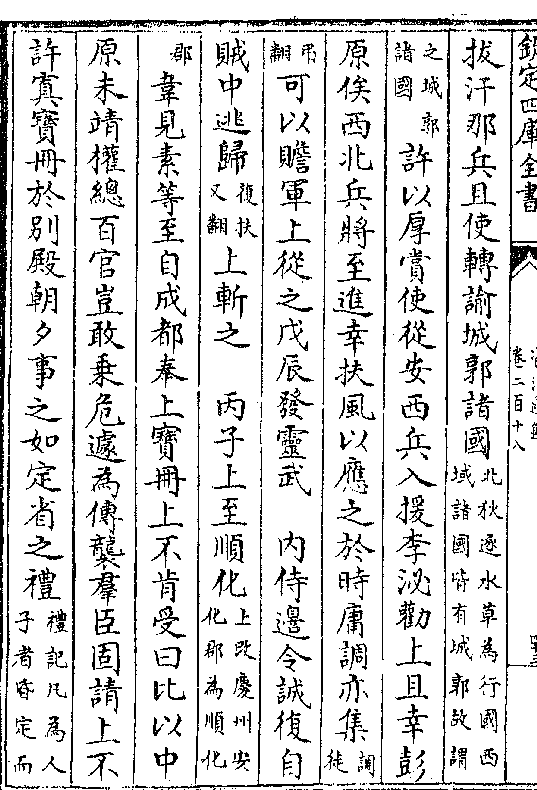 欽定四庫全書
卷二百十八
拔汗那兵且使轉諭城郭諸國北狄逐水草為行國西域諸國皆有城郭故謂
之城郭諸國許以厚賞使從安西兵入援李泌勸上且幸彭
原俟西北兵將至進幸扶風以應之於時庸調亦集調徒
弔翻可以贍軍上從之戊辰發靈武　内侍邉令誠復自
賊中逃歸復扶又翻上斬之　丙子上至順化上改慶州安化郡為順化
郡韋見素等至自成都奉上寶冊上不肯受曰比以中
原未靖權總百官豈敢乗危遽為傳襲羣臣固請上不
許寘寶冊於别殿朝夕事之如定省之禮禮記凡為人子者昏定而